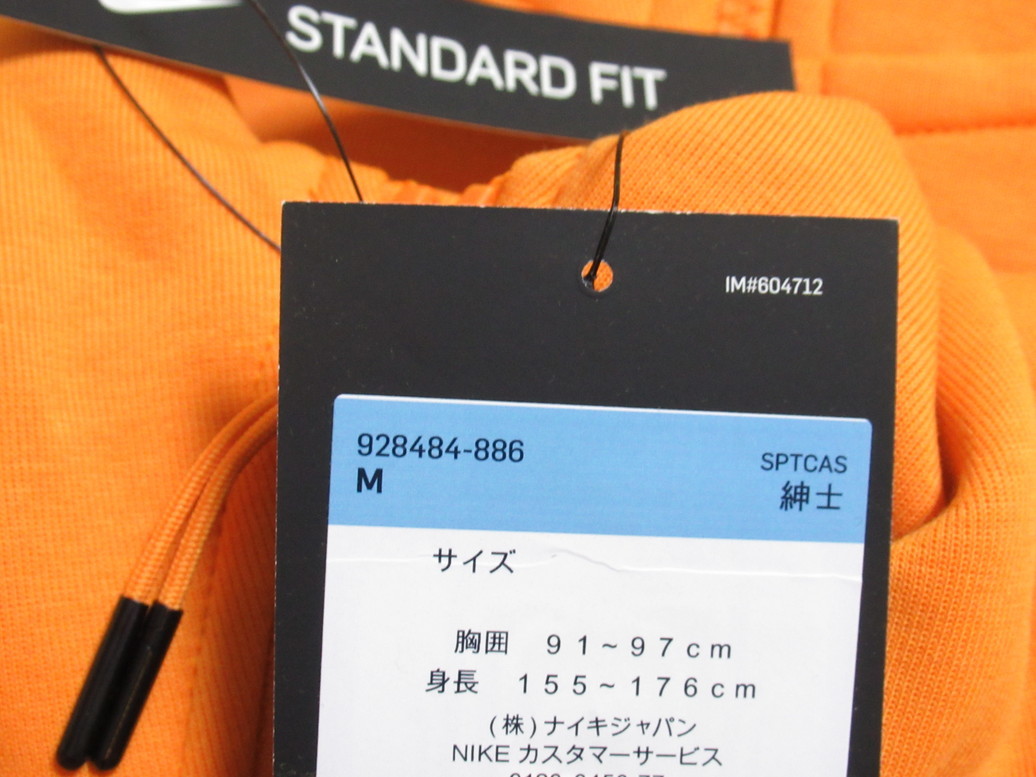 STANDARD FIT
IM#604712
928484-886
M
SPTCAS
紳士
サイズ
胸囲　９１~９７ｃｍ
身長　１５５~１７６ｃｍ
(株)ナイキジャパン
NIKE カスタマーサービス